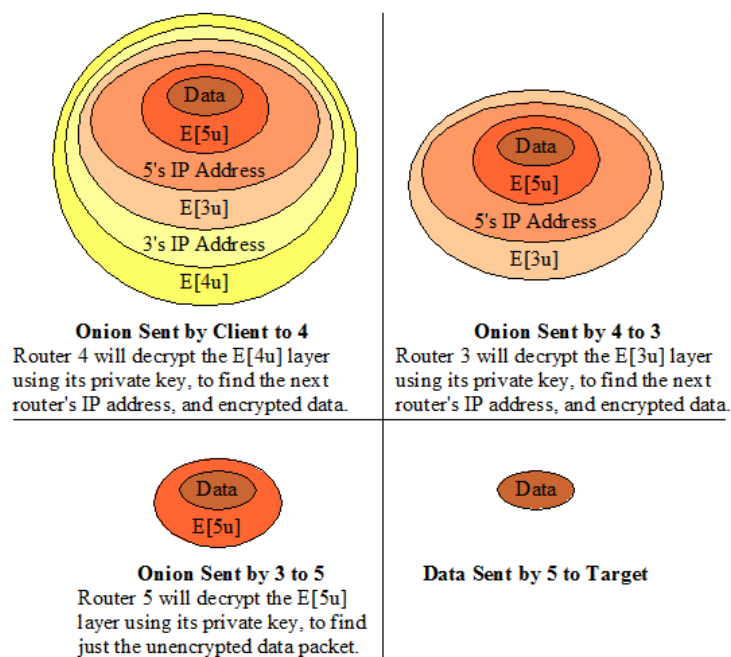 Data
E[5u]
5's IP Address
E[3u]
3's IP Address
E[4u]
Onion Sent by Client to 4
Router 4 will decrypt the E[4u] layer
using its private key, to find the next
router's IP address, and encrypted data.
Data
E[5u]
5's IP Address
E[3u]
Onion Sent by 4 to 3
Router 3 will decrypt the E[3u] layer
using its private key, to find the next
router's IP address, and encrypted data.
Data
E[5u]
Onion Sent by 3 to 5
Router 5 will decrypt the E[5u]
layer using its private key, to find
just the unencrypted data packet.
Data
Data Sent by 5 to Target